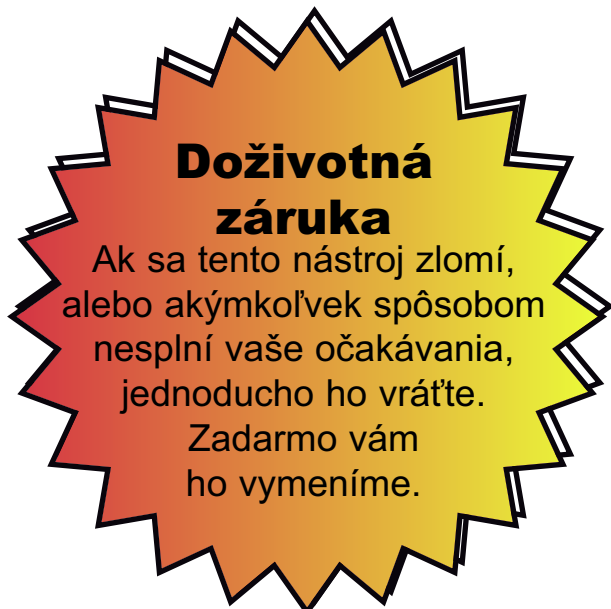 Doživotná
záruka
Ak sa tento nástroj zlomí,
alebo akýmkoľvek spôsobom
nesplní vaše očakávania,
jednoducho ho vráťte.
Zadarmo vám
ho vymeníme.